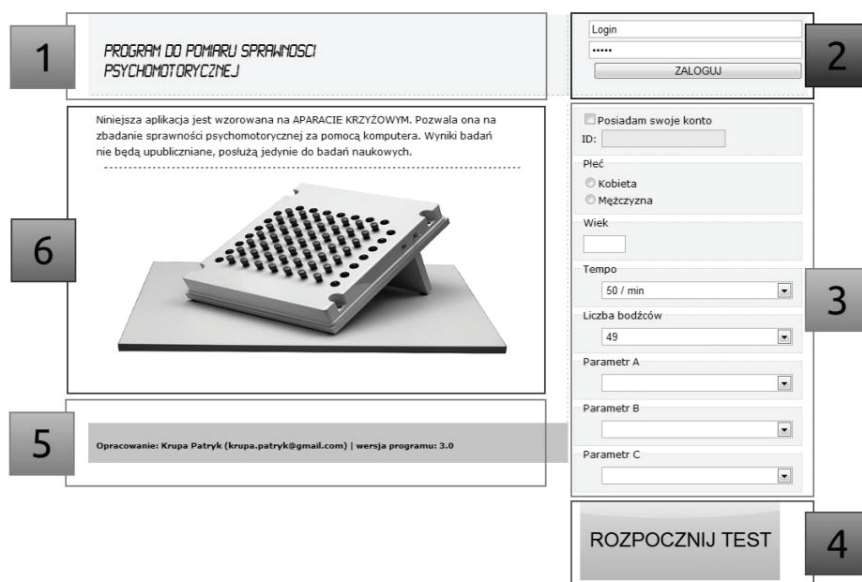 1
PROGRAM DO POMIARU SPRAWNOSCI
PSYCHOMOTORYCZNEJ
Login
•••••
ZALOGUJ
2
6
Niniejsza aplikacja jest wzorowana na APARACIE KRZYŻOWYM. Pozwala ona na
zbadanie sprawności psychomotorycznej za pomocą komputera. Wyniki badań
nie będą upubliczniane, posłużą jedynie do badań naukowych.
Posiadam swoje konto
ID:
Płeć
Kobieta
Mężczyzna
Wiek
Tempo
50 / min
Liczba bodźców
49
Parametr A
Parametr B
Parametr C
3
5
Opracowanie: Krupa Patryk (krupa.patryk@gmail.com) | wersja programu: 3.0
ROZPOCZNIJ TEST
4